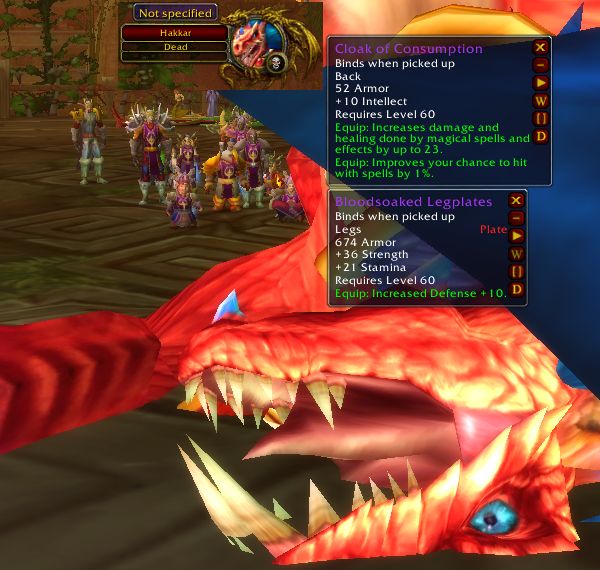 Not specified
Hakkar
Dead
Cloak of Consumption
Binds when picked up
Back
52 Armor
+10 Intellect
Requires Level 60
Equip: Increases damage and
healing done by magical spells and
effects by up to 23.
Equip: Improves your chance to hit
with spells by 1%.
W
[ ]
D
Bloodsoaked Legplates
Binds when picked up
Legs Plate
674 Armor
+36 Strength
+21 Stamina
Requires Level 60
Equip: Increased Defense +10.
W
[ ]
D